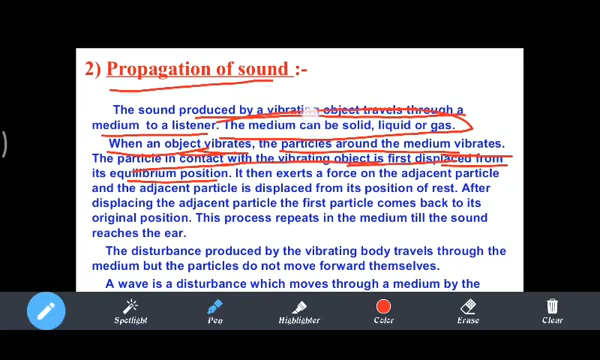 2) Propagation of sound :-
The sound produced by a vibrating object travels through a
medium to a listener. The medium can be solid, liquid or gas.
When an object vibrates, the particles around the medium vibrates.
The particle in contact with the vibrating object is first displaced from
its equilibrium position. It then exerts a force on the adjacent particle
and the adjacent particle is displaced from its position of rest. After
displacing the adjacent particle the first particle comes back to its
original position. This process repeats in the medium till the sound
reaches the ear.
The disturbance produced by the vibrating body travels through the
medium but the particles do not move forward themselves.
A wave is a disturbance which moves through a medium by the
Spotlight Pen Highlighter Color Erase Clear